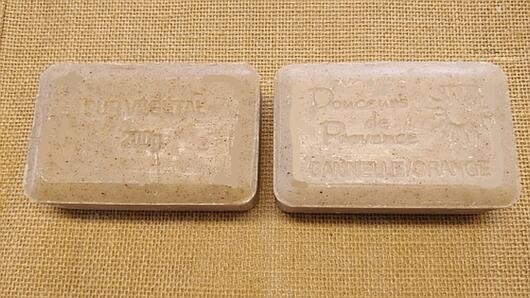 PUR VÉGÉTAL
200g
Douceurs
de
Provence
CANNELLE/ORANGE